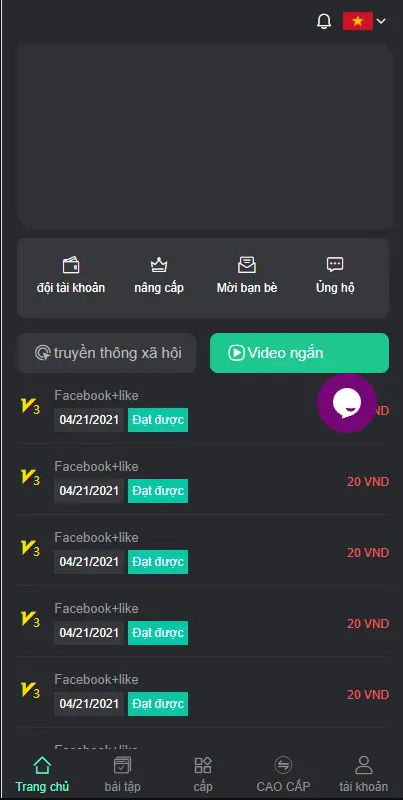 đội tài khoản nâng cấp Mời bạn bè Ủng hộ
truyền thông xã hội Video ngắn
Facebook+like
V3 04/21/2021 Đạt được ND
Facebook+like
V3 04/21/2021 Đạt được 20 VND
Facebook+like
V3 04/21/2021 Đạt được 20 VND
Facebook+like
V3 04/21/2021 Đạt được 20 VND
Facebook+like
V3 04/21/2021 Đạt được 20 VND
Facebook+like
Trang chủ bài tập cấp CAO CẤP tài khoản